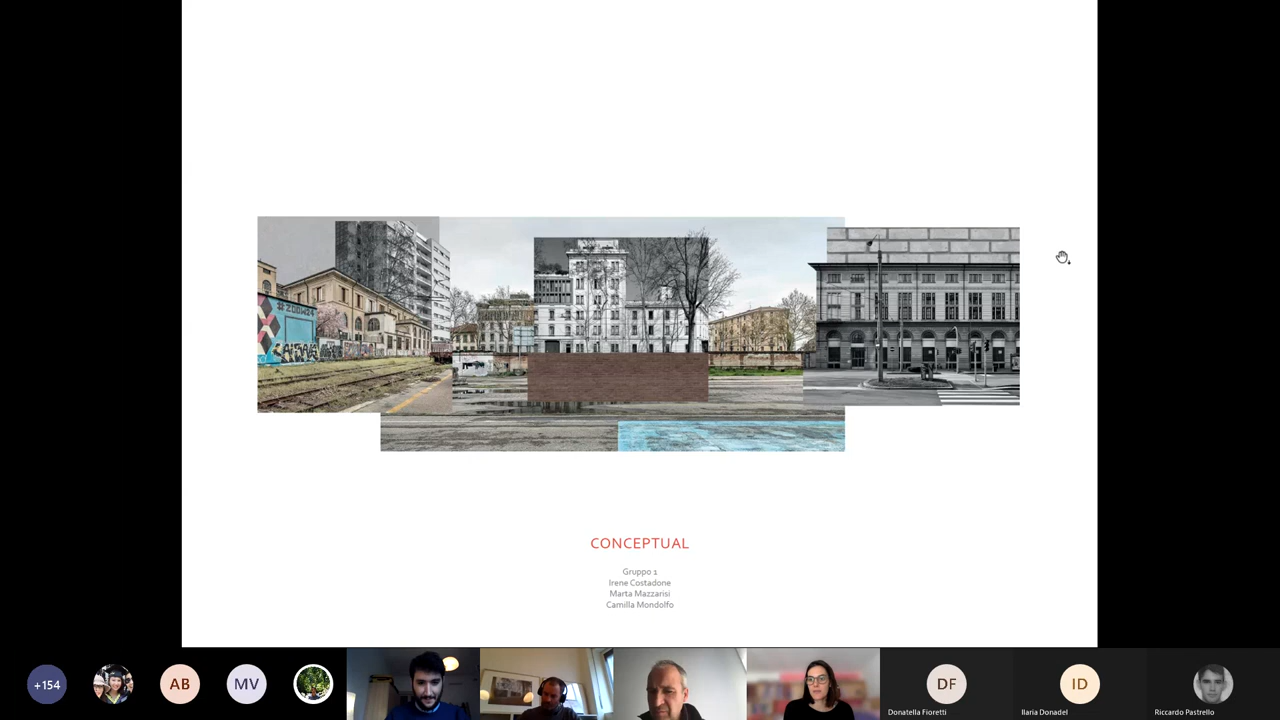 CONCEPTUAL
Gruppo 1
Irene Costadone
Marta Mazzarisi
Camilla Mondolfo
+154
AB
MV
DF
ID
Donatella Fioretti
Ilaria Donadel
Riccardo Pastrello